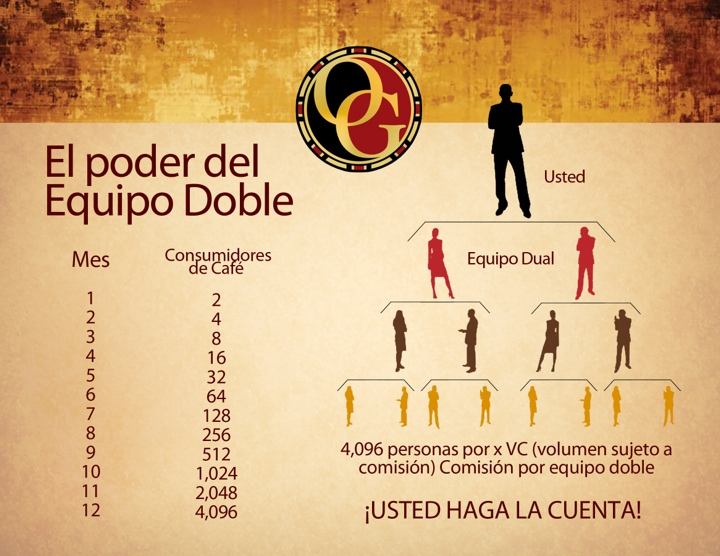 OG
El poder del
Equipo Doble
Mes Consumidores
de Café
1 2
2 4
3 8
4 16
5 32
6 64
7 128
8 256
9 512
10 1,024
11 2,048
12 4,096
Usted
Equipo Dual
4,096 personas por x VC (volumen sujeto a
comisión) Comisión por equipo doble
¡USTED HAGA LA CUENTA!